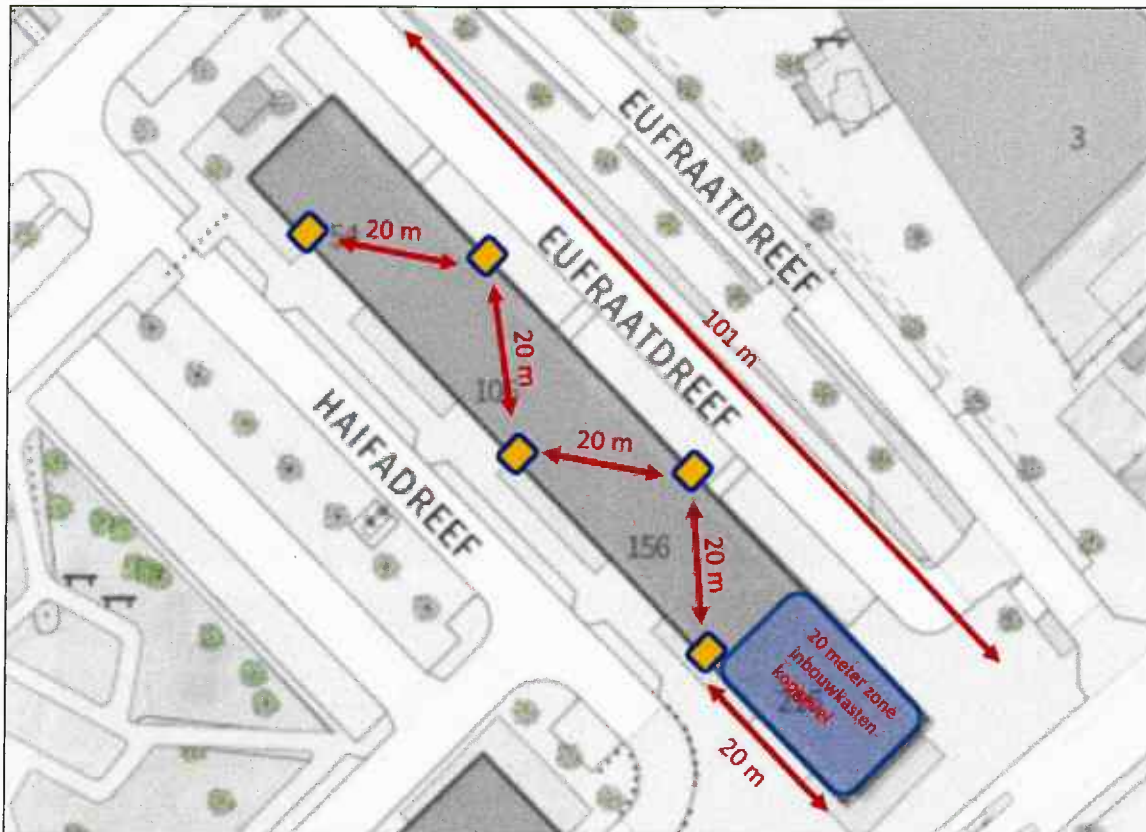 EUFRAATDREEF
3
20 m
EUFRAATDREEF
101 m
20 m
HAIFADREEF
20 m
156
20 m
20 meter zone
inbouwkasten
20 m